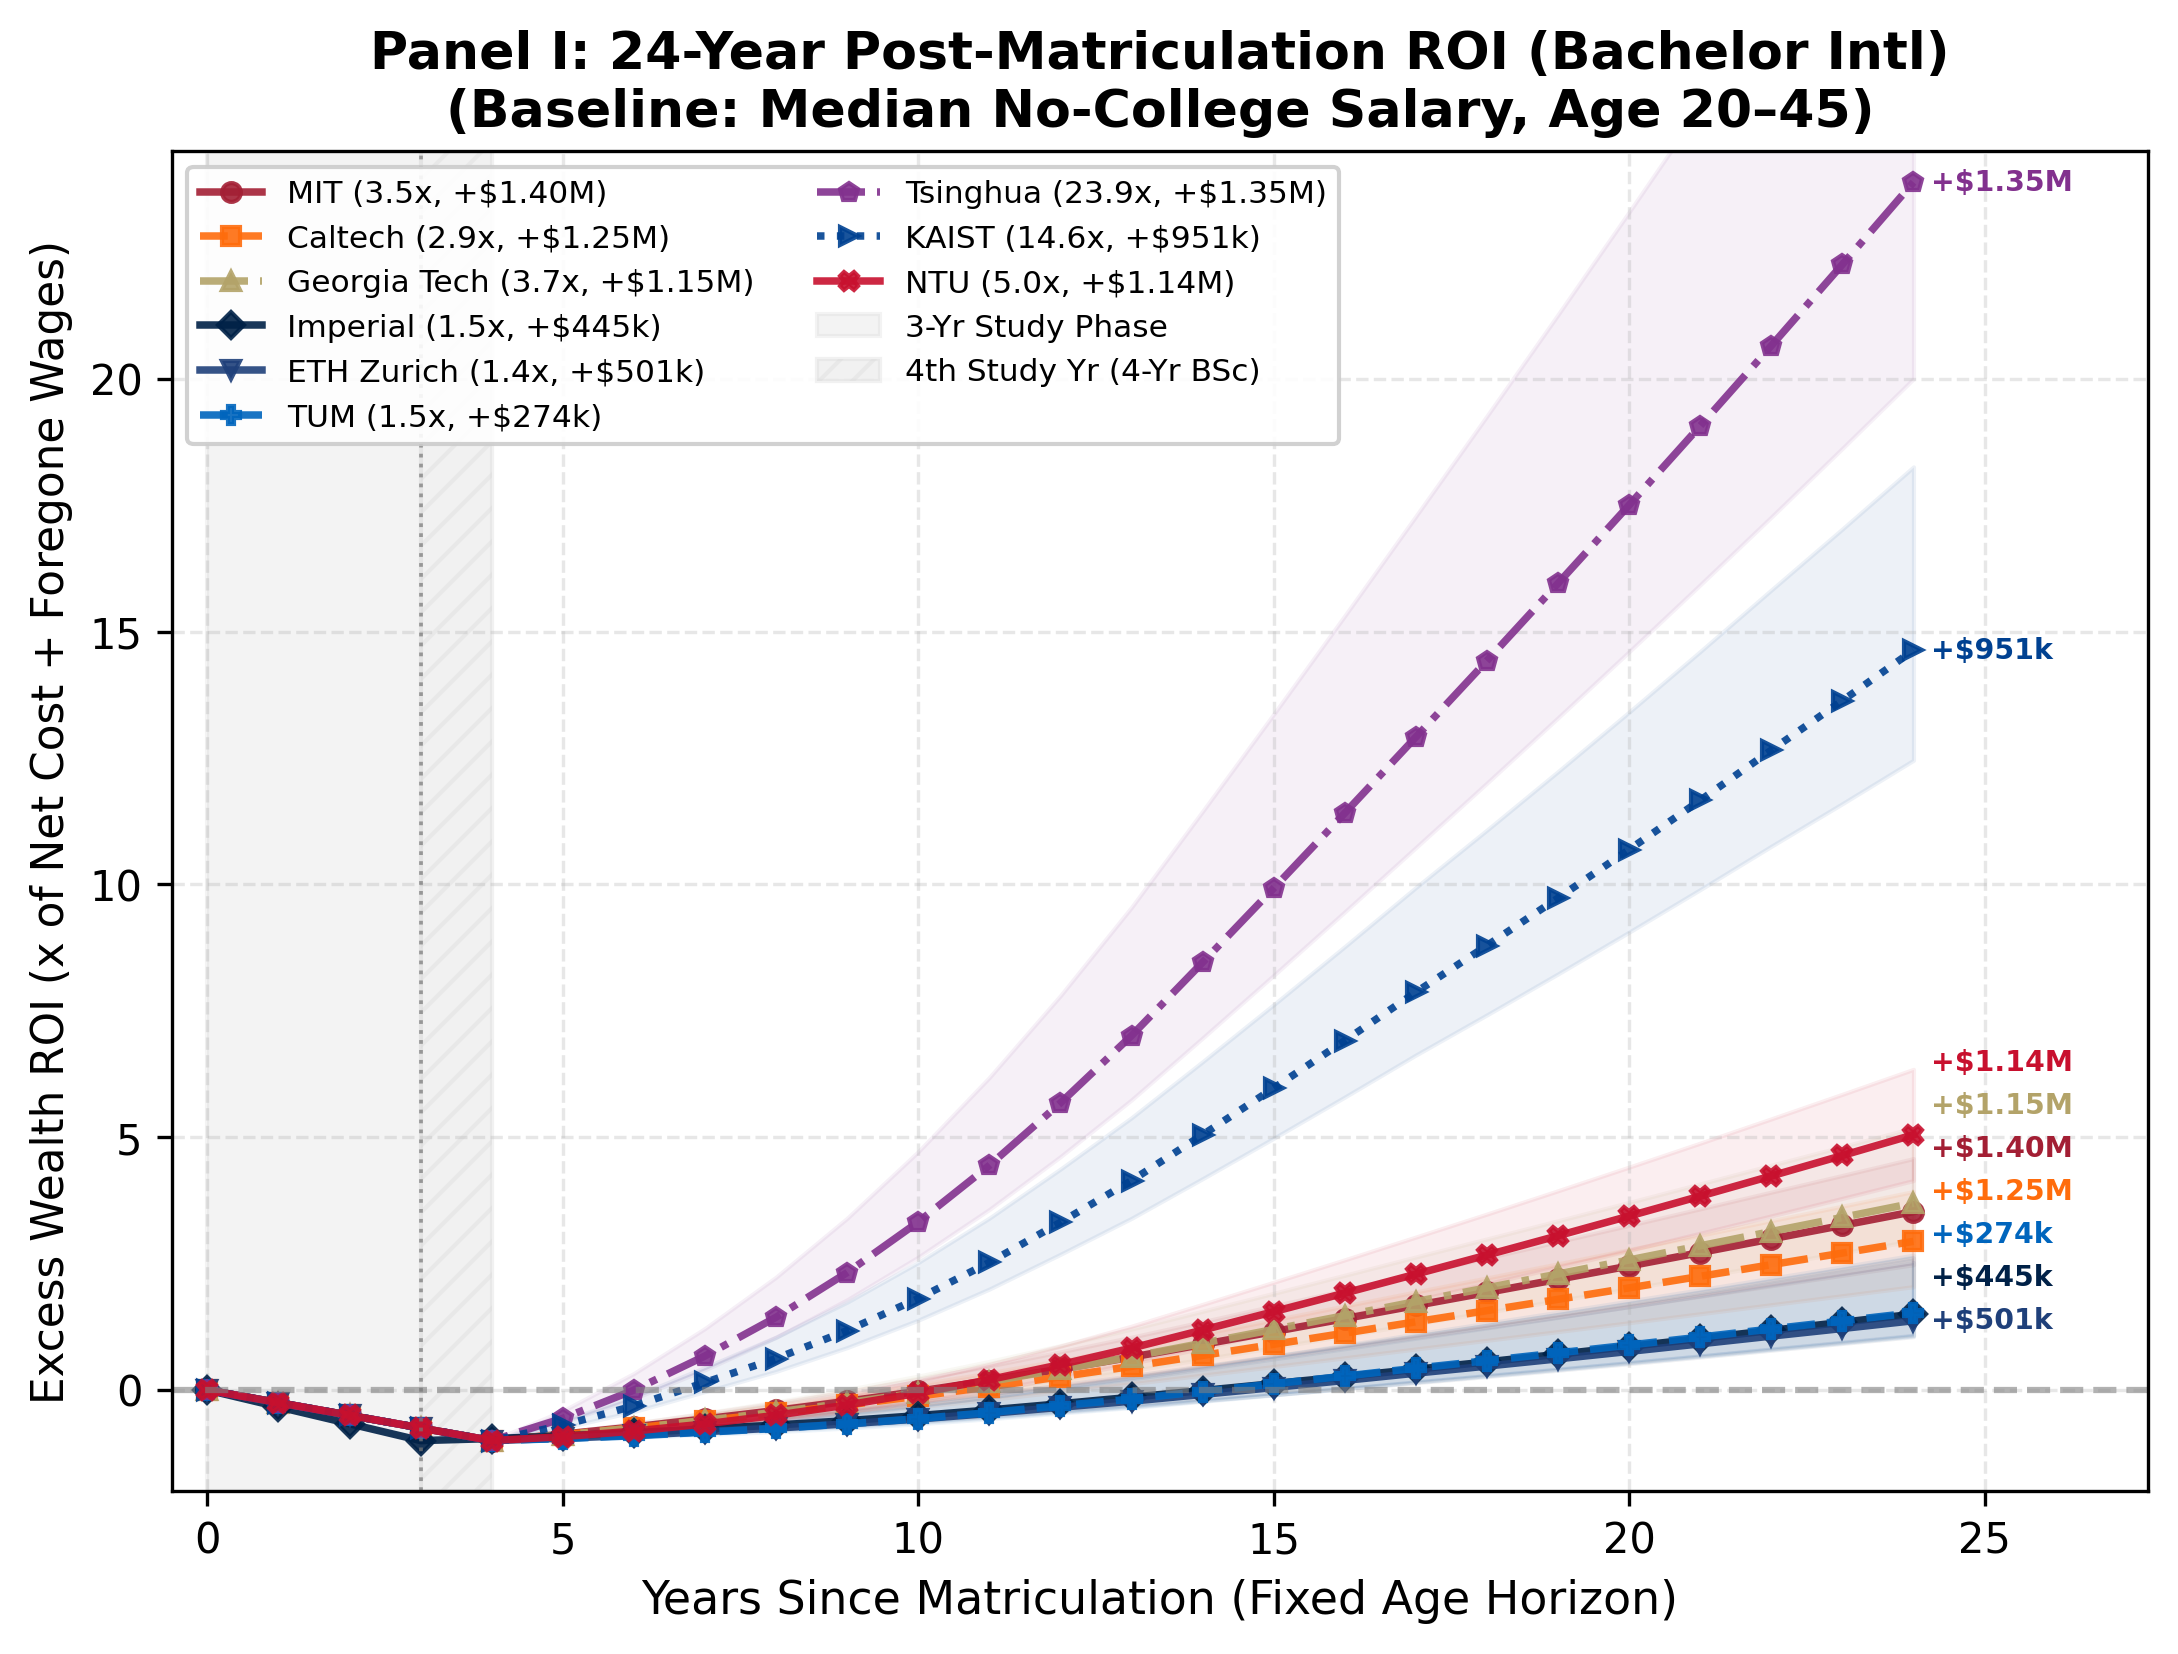 Panel I: 24-Year Post-Matriculation ROI (Bachelor Intl)
(Baseline: Median No-College Salary, Age 20–45)
Excess Wealth ROI (x of Net Cost + Foregone Wages)
MIT (3.5x, +$1.40M)
Caltech (2.9x, +$1.25M)
Georgia Tech (3.7x, +$1.15M)
Imperial (1.5x, +$445k)
ETH Zurich (1.4x, +$501k)
TUM (1.5x, +$274k)
Tsinghua (23.9x, +$1.35M)
KAIST (14.6x, +$951k)
NTU (5.0x, +$1.14M)
3-Yr Study Phase
4th Study Yr (4-Yr BSc)
20
15
10
5
0
+$1.35M
+$951k
+$1.14M
+$1.15M
+$1.40M
+$1.25M
+$274k
+$445k
+$501k
0
5
10
15
20
25
Years Since Matriculation (Fixed Age Horizon)